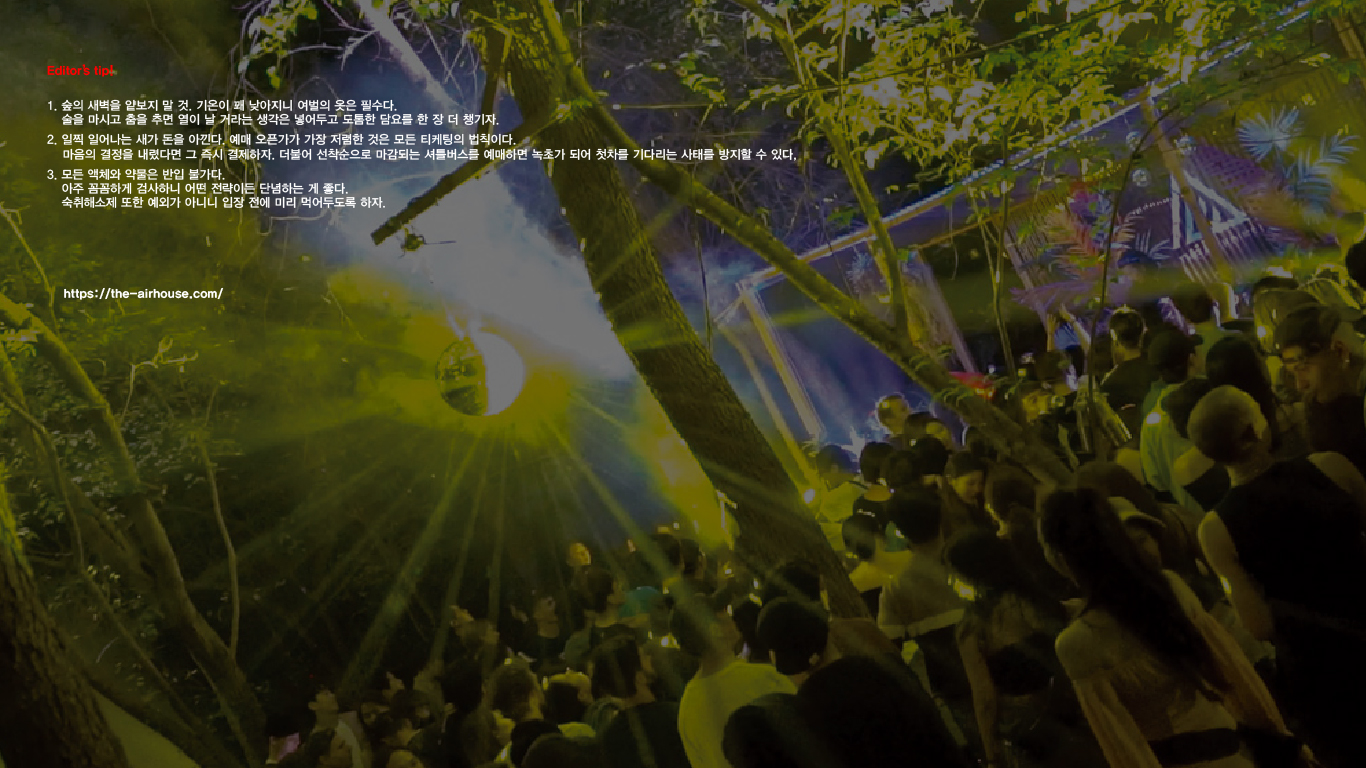 Editor's tip!
1. 숲의 새벽을 얕보지 말 것. 기온이 꽤 낮아지니 여벌의 옷은 필수다.
술을 마시고 춤을 추면 열이 날 거라는 생각은 넣어두고 도톰한 담요를 한 장 더 챙기자.
2. 일찍 일어나는 새가 돈을 아낀다. 예매 오픈가가 가장 저렴한 것은 모든 티케팅의 법칙이다.
마음의 결정을 내렸다면 그 즉시 결제하자. 더불어 선착순으로 마감되는 셔틀버스를 예매하면 녹초가 되어 첫차를 기다리는 사태를 방지할 수 있다.
3. 모든 액체와 약물은 반입 불가다.
아주 꼼꼼하게 검사하니 어떤 전략이든 단념하는 게 좋다.
숙취해소제 또한 예외가 아니니 입장 전에 미리 먹어두도록 하자.
https://the-airhouse.com/